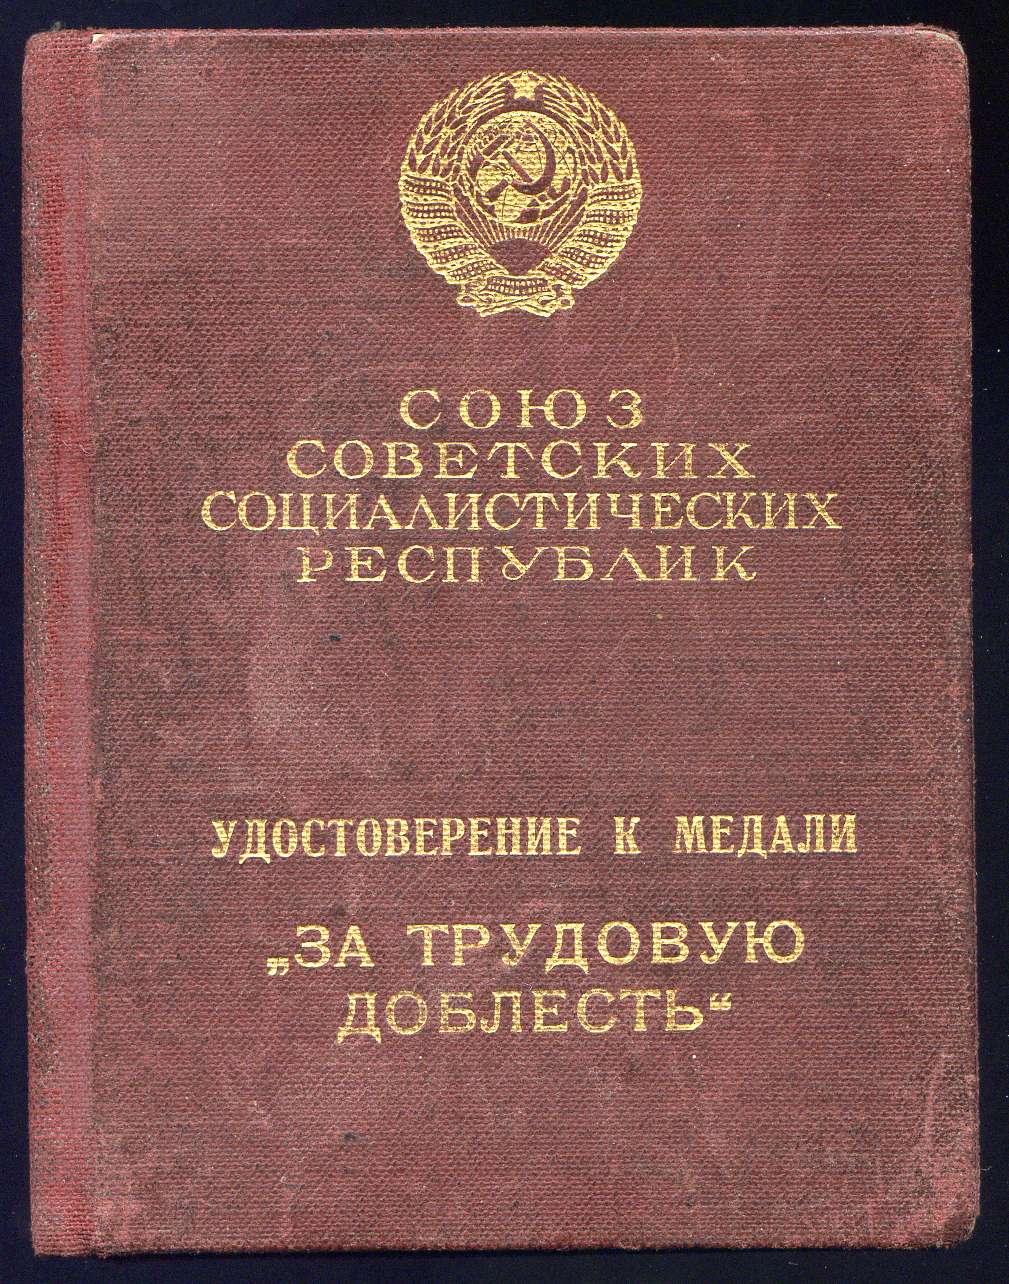 СОЮЗ
СОВЕТСКИХ
СОЦИАЛИСТИЧЕСКИХ
РЕСПУБЛИК
УДОСТОВЕРЕНИЕ К МЕДАЛИ
„ЗА ТРУДОВУЮ
ДОБЛЕСТЬ“